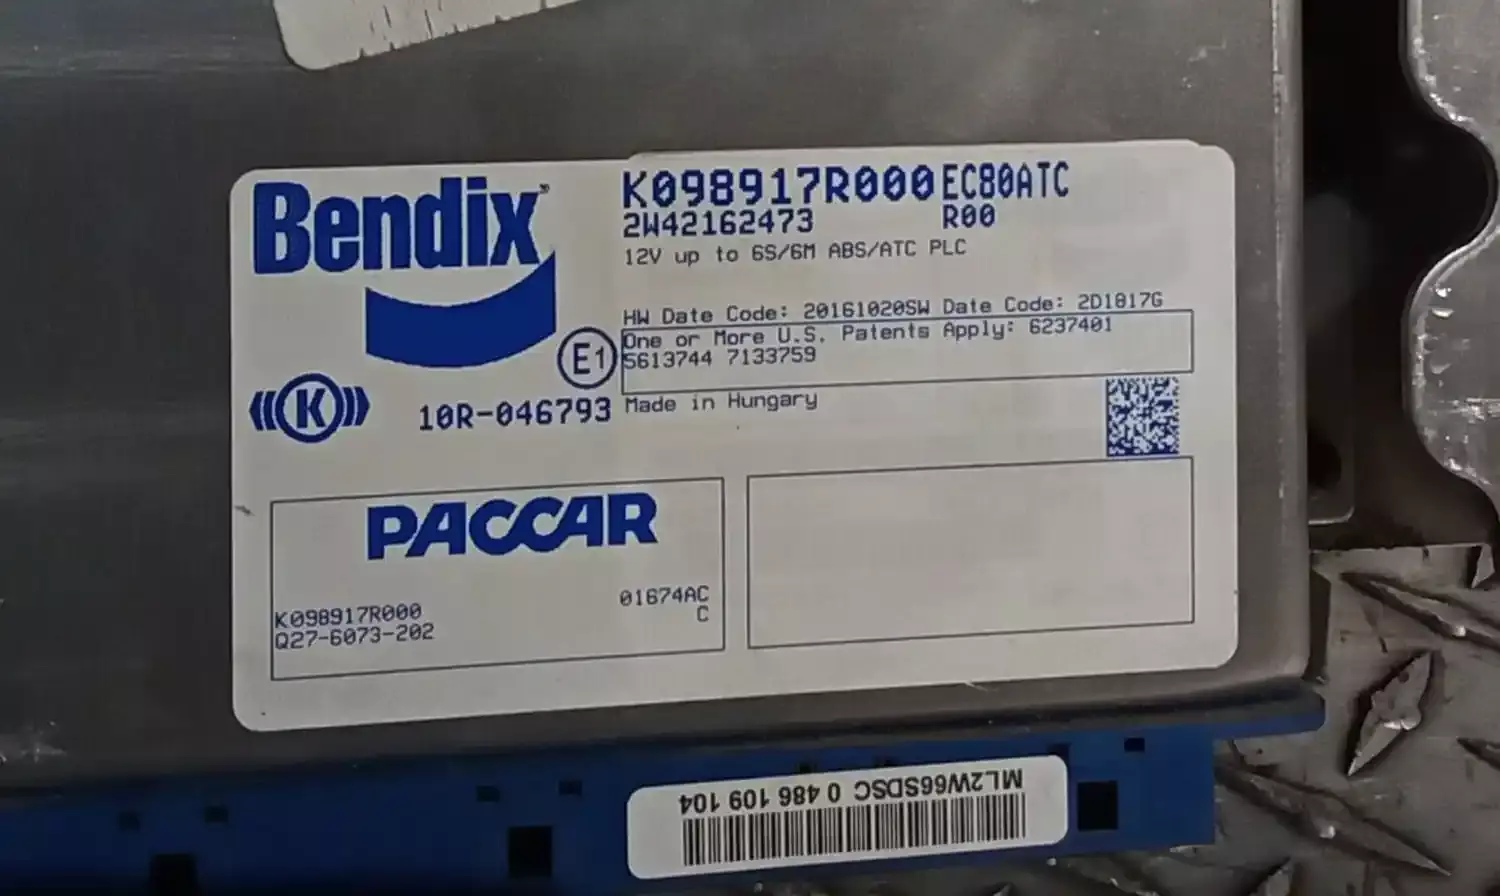 Bendix
K098917R000 EC80ATC
2W42162473 R00
12V up to 6S/6M ABS/ATC PLC
HW Date Code: 20161020SW Date Code: 2D1817G
One or More U.S. Patents Apply: 6237401
5613744 7133759
E1
K
10R-046793
Made in Hungary
PACCAR
01674AC
C
K098917R000
Q27-6073-202
ML2W66SDSC 0 486 109 104